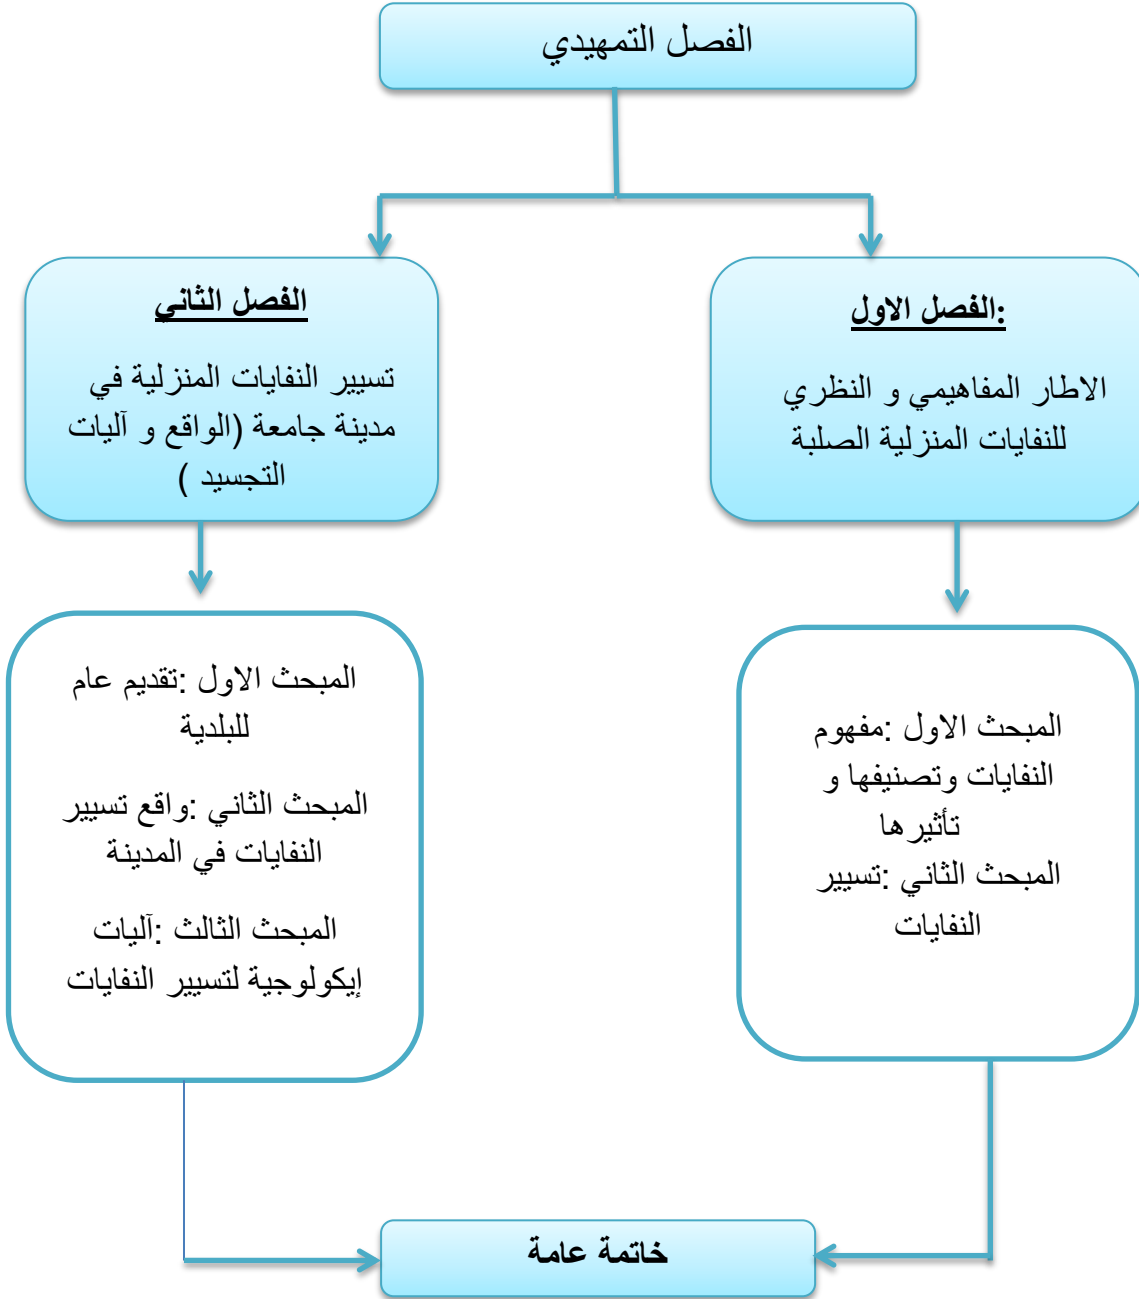 الفصل التمهيدي
الفصل الاول:
الاطار المفاهيمي و النظري
للنفايات المنزلية الصلبة
الفصل الثاني
تسيير النفايات المنزلية في
مدينة جامعة (الواقع و آليات
التجسيد )
المبحث الاول :مفهوم
النفايات وتصنيفها و
تأثيرها
المبحث الثاني :تسيير
النفايات
المبحث الاول :تقديم عام
للبلدية
المبحث الثاني :واقع تسيير
النفايات في المدينة
المبحث الثالث :آليات
إيكولوجية لتسيير النفايات
خاتمة عامة